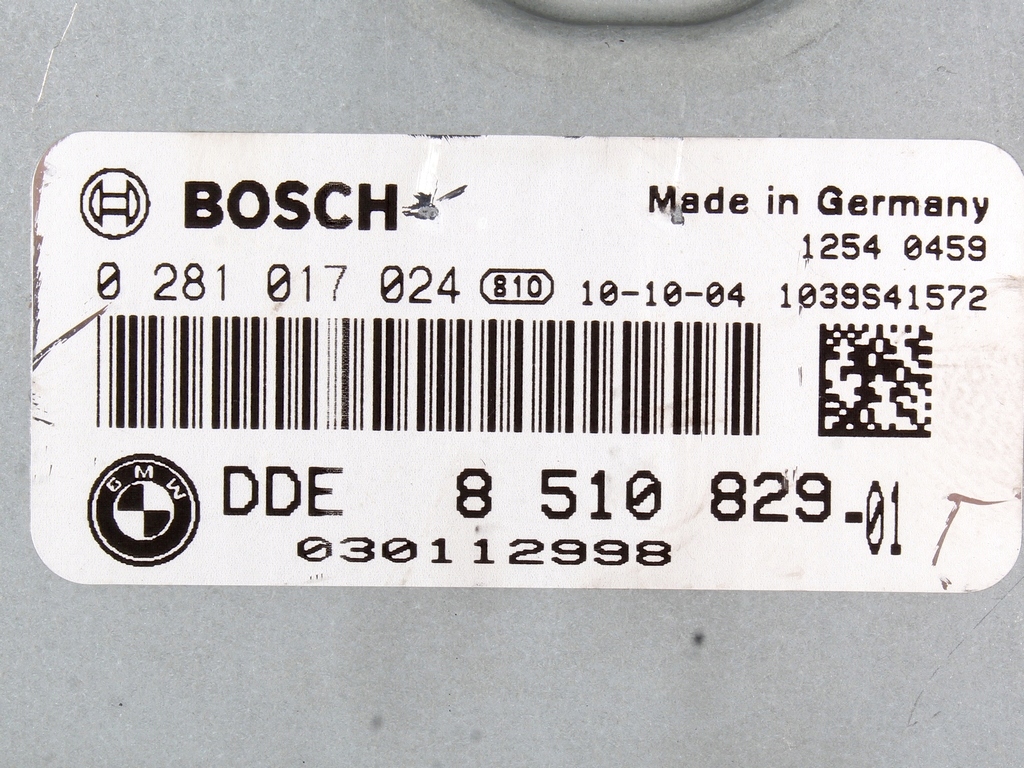 BOSCH
Made in Germany
1254 0459
0 281 017 024 810 10-10-04 1039S41572
BMW
DDE 8 510 829-01
030112998